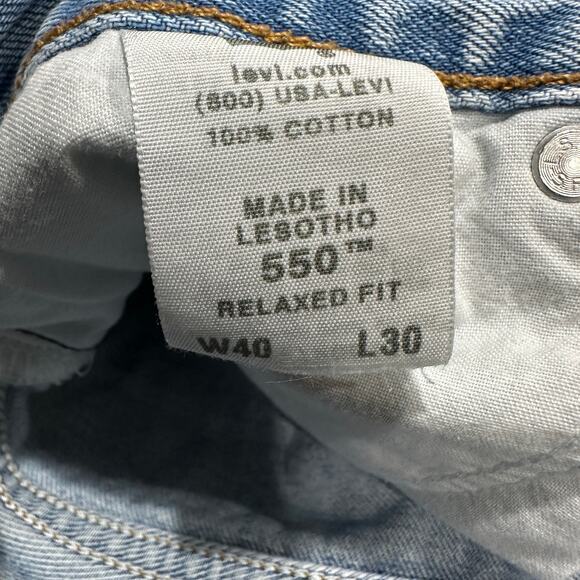 levi.com
(800) USA-LEVI
100% COTTON
MADE IN
LESOTHO
550™
RELAXED FIT
W40 L30